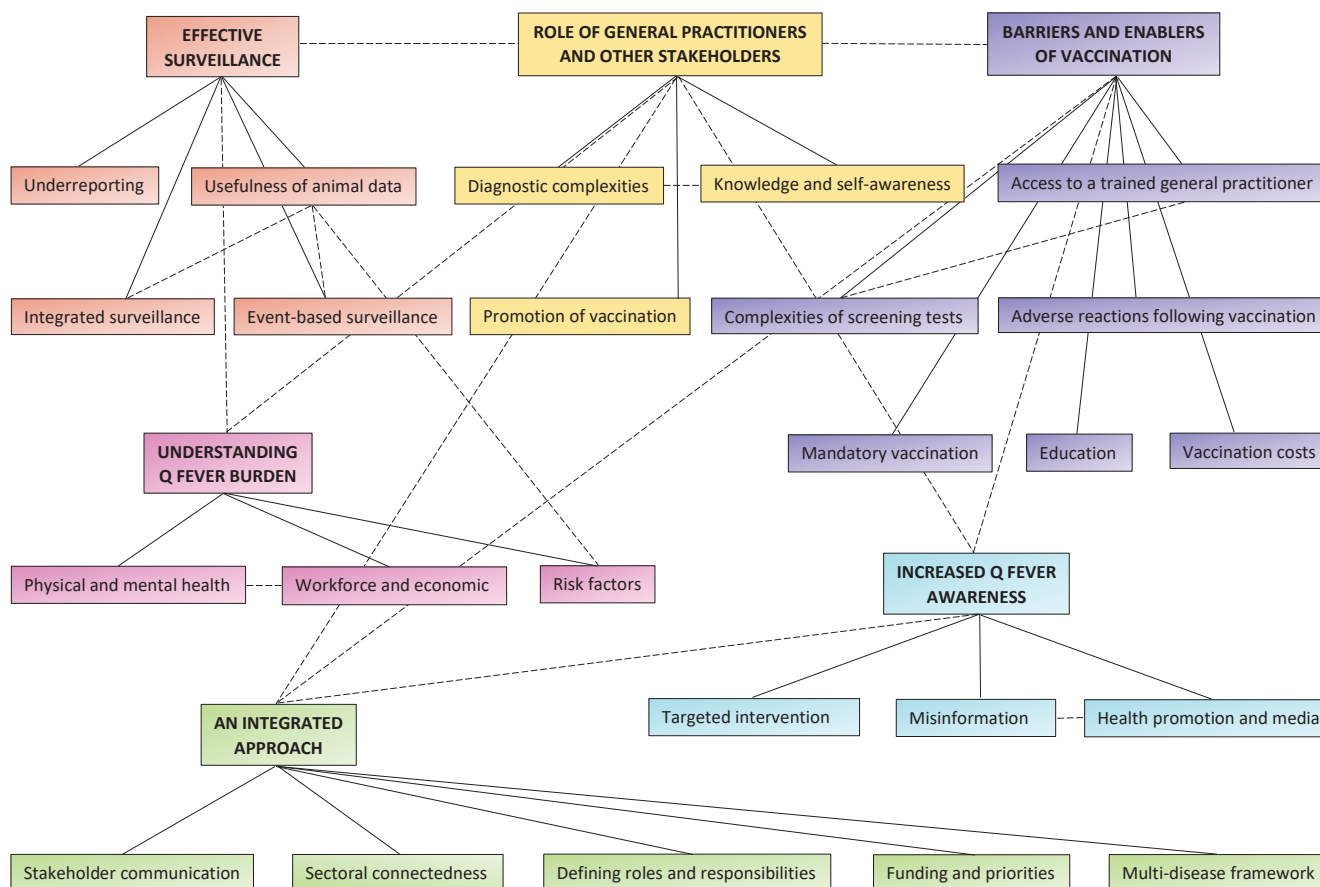 EFFECTIVE
SURVEILLANCE
ROLE OF GENERAL PRACTITIONERS
AND OTHER STAKEHOLDERS
BARRIERS AND ENABLERS
OF VACCINATION
Underreporting
Usefulness of animal data
Diagnostic complexities
Knowledge and self-awareness
Access to a trained general practitioner
Integrated surveillance
Event-based surveillance
Promotion of vaccination
Complexities of screening tests
Adverse reactions following vaccination
UNDERSTANDING
Q FEVER BURDEN
Mandatory vaccination
Education
Vaccination costs
Physical and mental health
Workforce and economic
Risk factors
INCREASED Q FEVER
AWARENESS
AN INTEGRATED
APPROACH
Targeted intervention
Misinformation
Health promotion and media
Stakeholder communication
Sectoral connectedness
Defining roles and responsibilities
Funding and priorities
Multi-disease framework